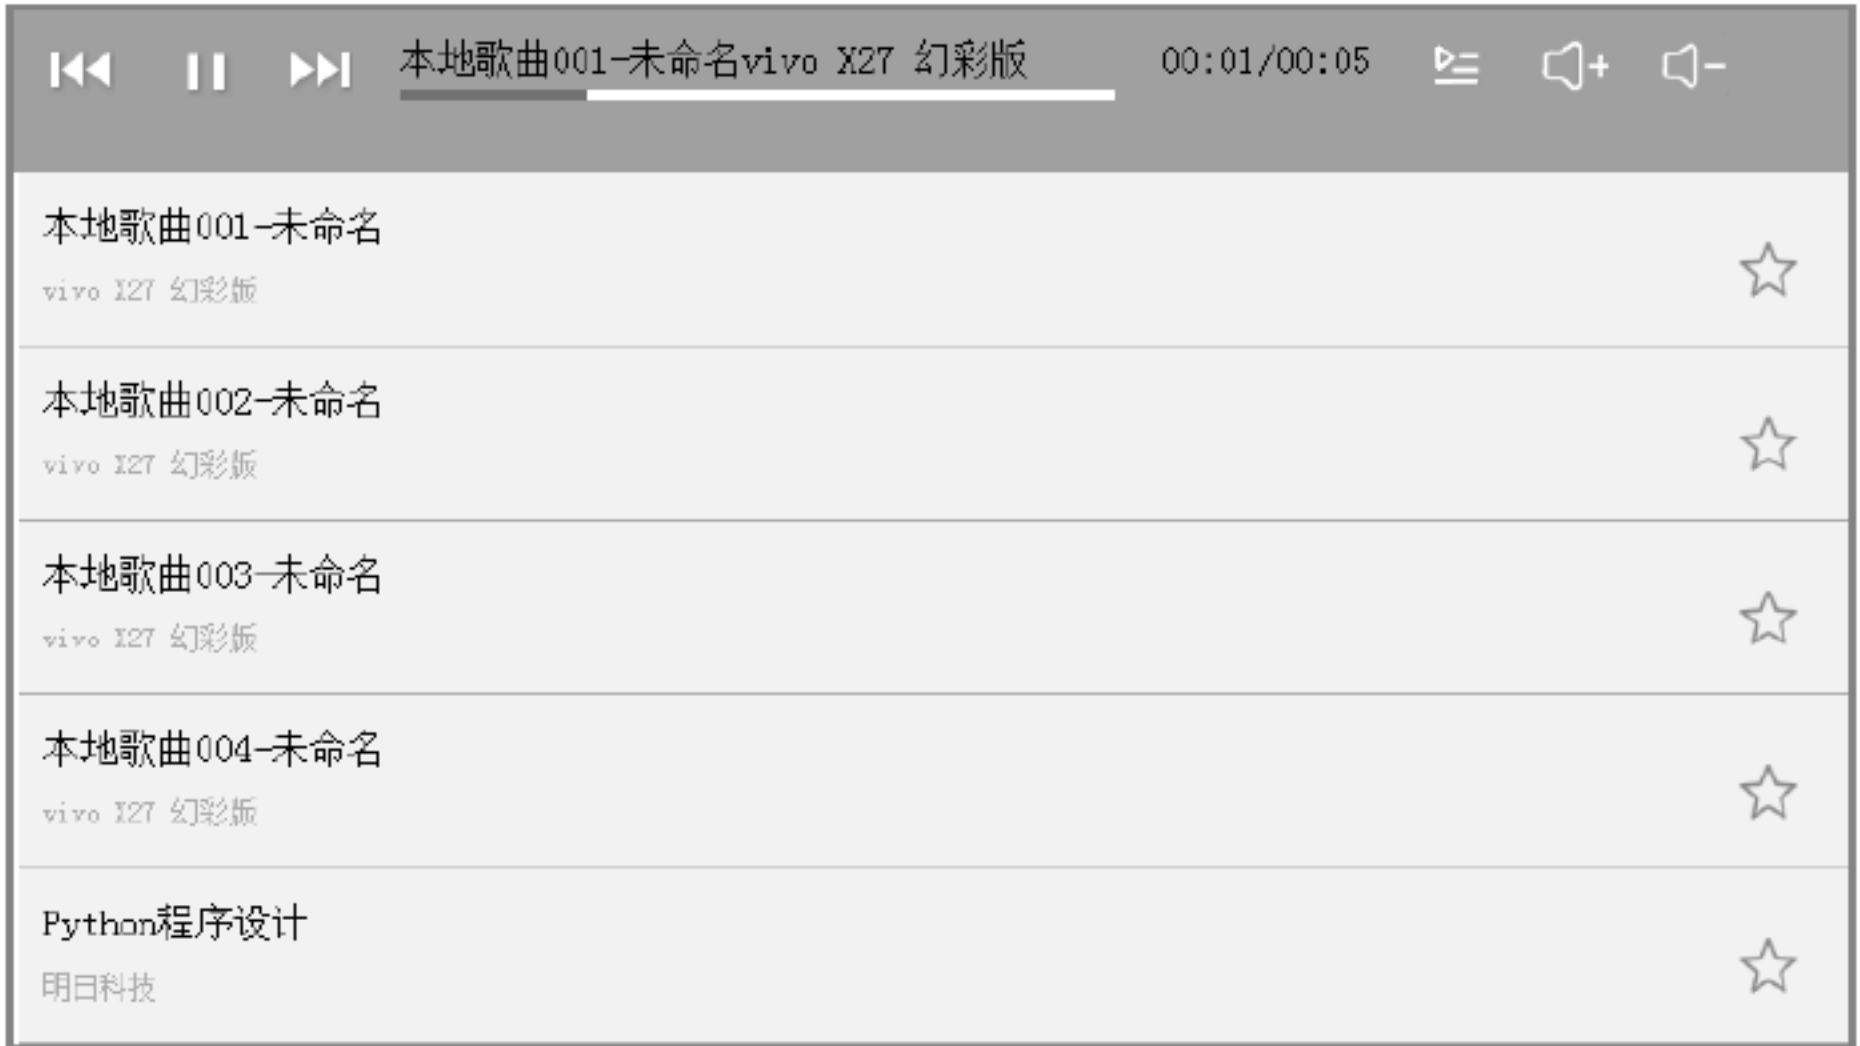 本地歌曲001-未命名vivo X27 幻彩版 00:01/00:05
本地歌曲001-未命名
vivo X27 幻彩版
本地歌曲002-未命名
vivo X27 幻彩版
本地歌曲003-未命名
vivo X27 幻彩版
本地歌曲004-未命名
vivo X27 幻彩版
Python程序设计
明日科技